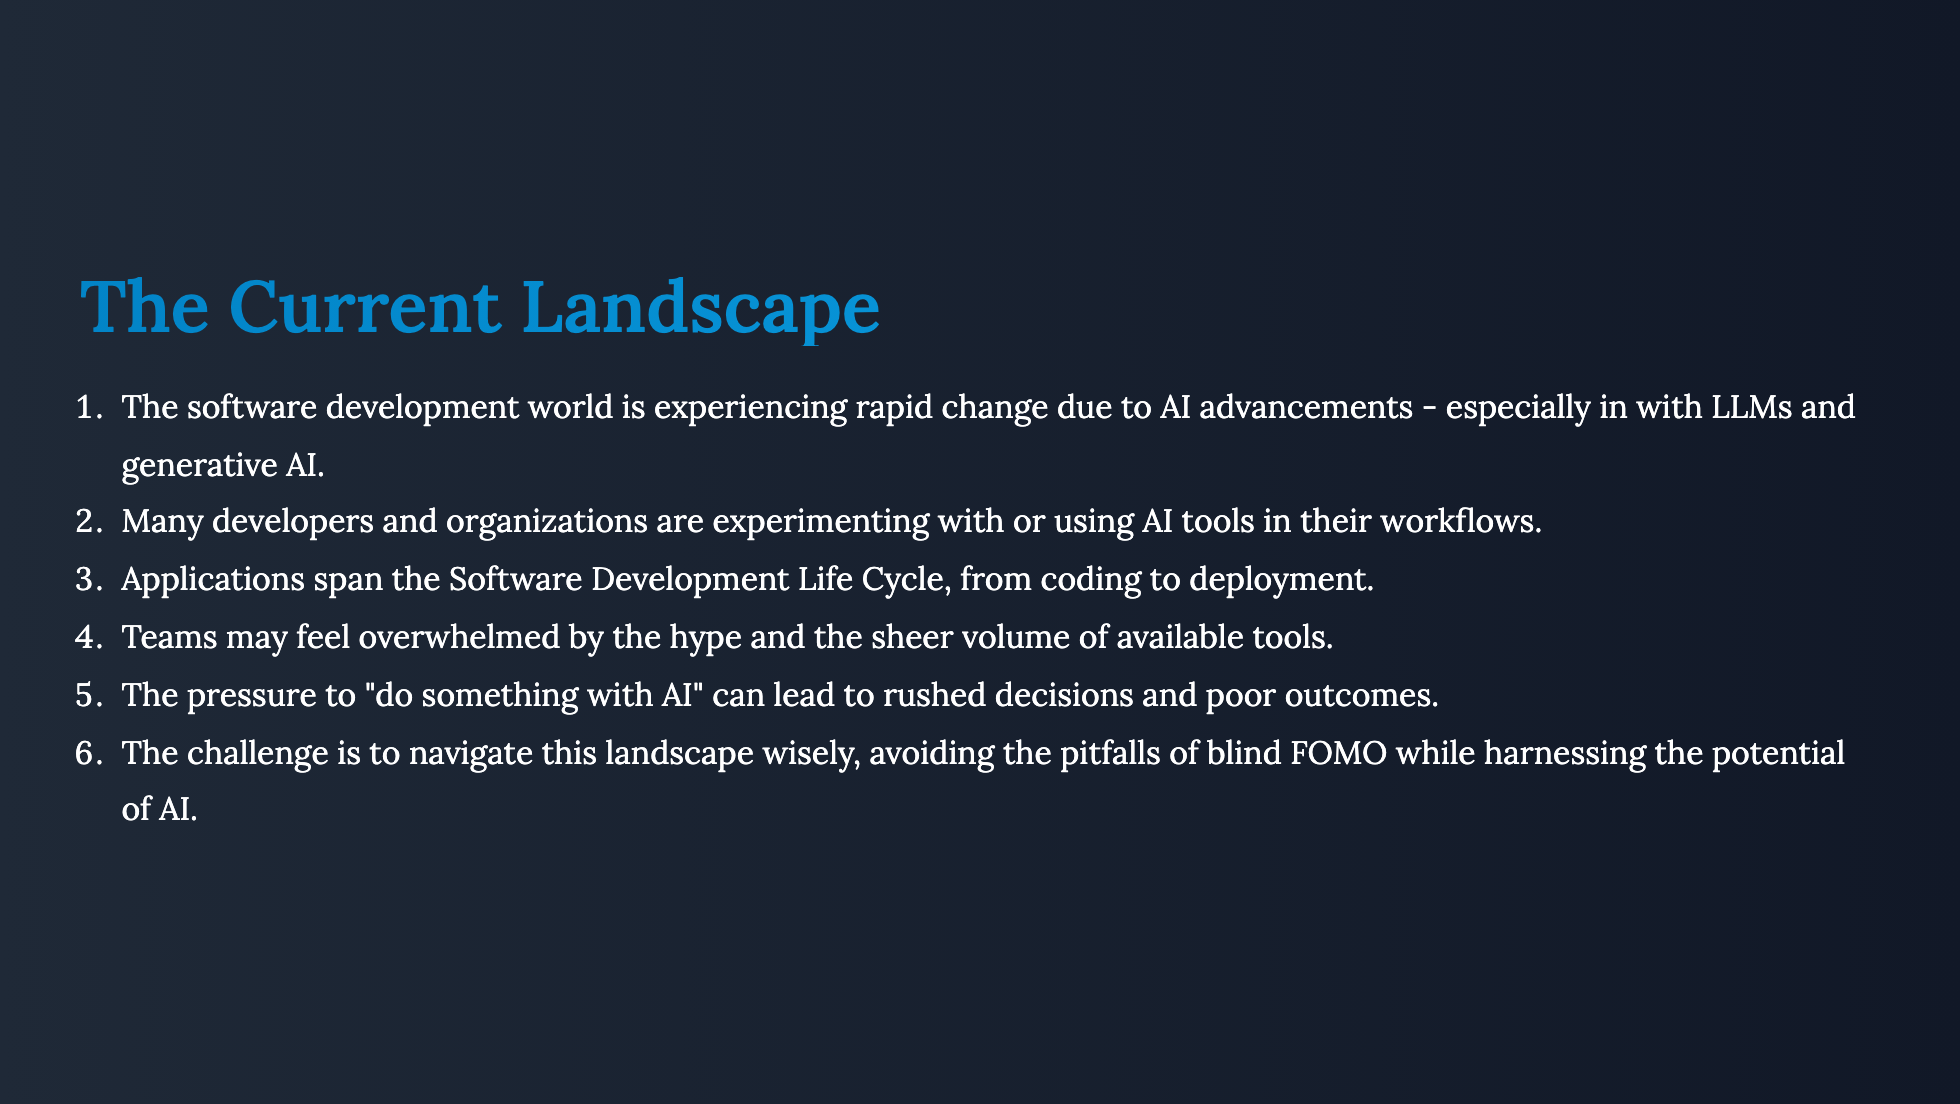 The Current Landscape
1. The software development world is experiencing rapid change due to AI advancements - especially in with LLMs and
generative AI.
2. Many developers and organizations are experimenting with or using AI tools in their workflows.
3. Applications span the Software Development Life Cycle, from coding to deployment.
4. Teams may feel overwhelmed by the hype and the sheer volume of available tools.
5. The pressure to "do something with AI" can lead to rushed decisions and poor outcomes.
6. The challenge is to navigate this landscape wisely, avoiding the pitfalls of blind FOMO while harnessing the potential
of AI.